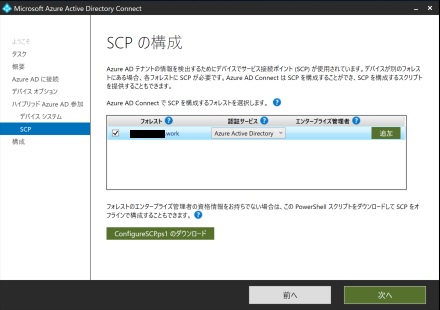 Microsoft Azure Active Directory Connect
ようこそ
タスク
概要
Azure AD に接続
デバイス オプション
ハイブリッド Azure AD 参加
デバイス システム
SCP
構成
SCP の構成
Azure AD テナントの情報を検出するためにデバイスでサービス接続ポイント (SCP) が使用されています。デバイスが別のフォレス
トにある場合、各フォレストに SCP が必要です。Azure AD Connect は SCP を構成することができ、SCP を構成するスクリプト
を提供することもできます。
Azure AD Connect で SCP を構成するフォレストを選択します。 ?
フォレスト ? 認証サービス ? エンタープライズ管理者 ?
.work Azure Active Directory 追加
フォレストのエンタープライズ管理者の資格情報をお持ちでない場合は、この PowerShell スクリプトをダウンロードして SCP をオ
フラインで構成することもできます。 ?
ConfigureSCP.ps1 のダウンロード
前へ 次へ